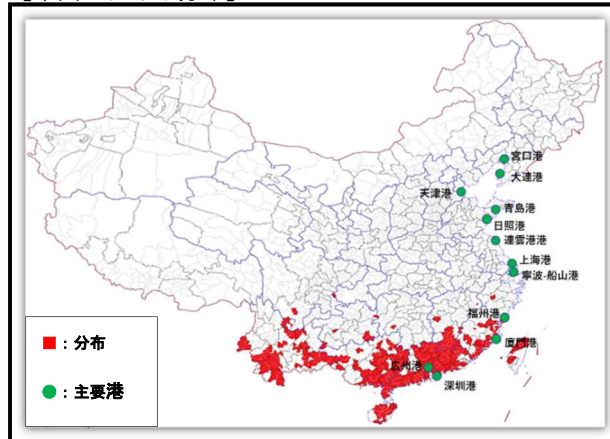 宮口港
大連港
天津港
青島港
日照港
連雲港港
上海港
寧波-船山港
福州港
廈門港
広州港
深圳港
■：分布
●：主要港